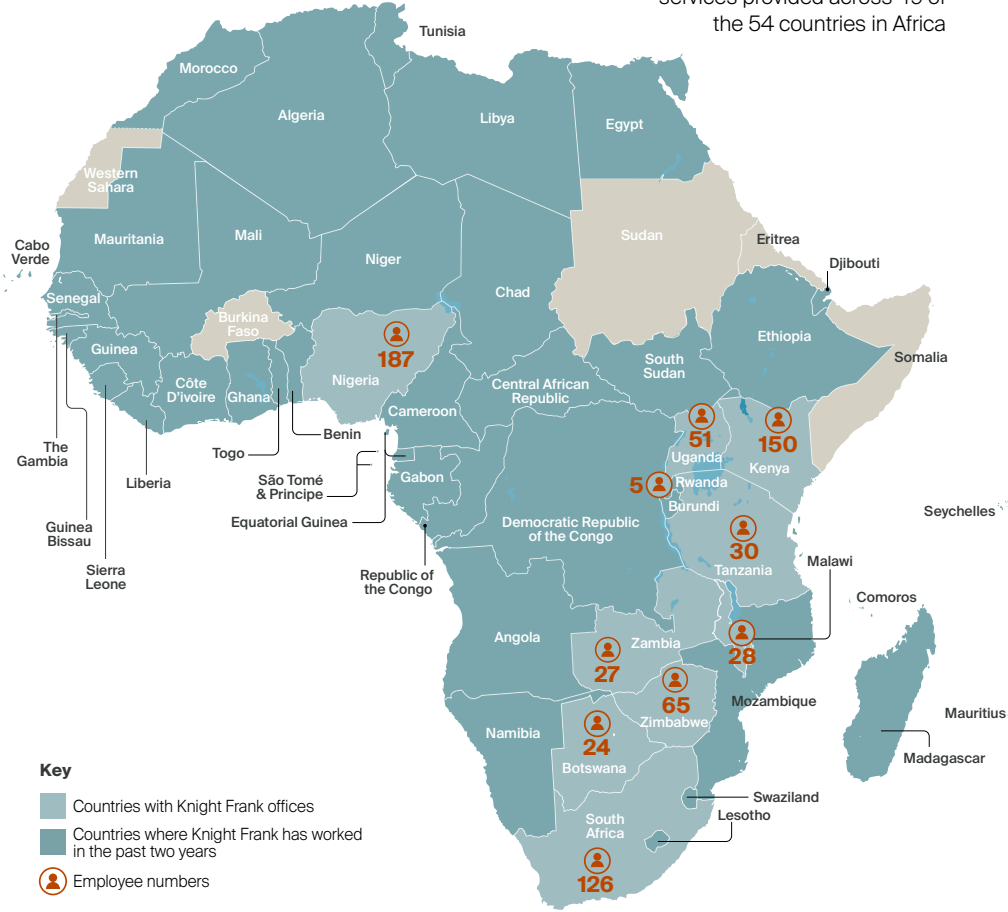 services provided across 49 of
the 54 countries in Africa
Tunisia
Morocco
Algeria
Libya
Egypt
Western
Sahara
Mauritania
Mali
Niger
Chad
Sudan
Eritrea
Djibouti
Cabo
Verde
Senegal
Burkina
Faso
Guinea
Côte
D'ivoire
Ghana
187
Nigeria
Cameroon
Central African
Republic
South
Sudan
Ethiopia
Somalia
51
Uganda
150
Kenya
5
Rwanda
Burundi
The
Gambia
Guinea
Bissau
Sierra
Leone
Liberia
Togo
Benin
São Tomé
& Principe
Equatorial Guinea
Gabon
Republic of
the Congo
Democratic Republic
of the Congo
30
Tanzania
Seychelles
Malawi
Comoros
Angola
Zambia
27
28
65
Zimbabwe
Mozambique
Mauritius
Madagascar
Namibia
24
Botswana
Swaziland
Lesotho
South
Africa
126
Key
Countries with Knight Frank offices
Countries where Knight Frank has worked
in the past two years
Employee numbers